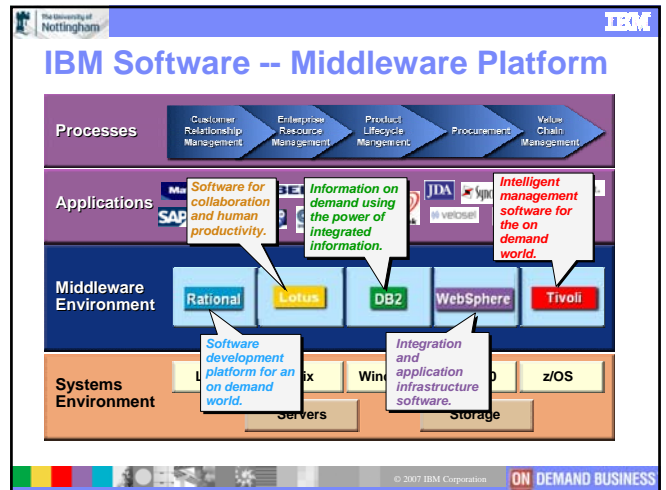 The University of
Nottingham
IBM
IBM Software -- Middleware Platform
Processes
Customer
Relationship
Management
Enterprise
Resource
Management
Product
Lifecycle
Mangement
Procurement
Value
Chain
Management
Applications
SAP
JDA
velosel
Software for
collaboration
and human
productivity.
Information on
demand using
the power of
integrated
information.
Intelligent
management
software for
the on
demand
world.
Middleware
Environment
Rational
Lotus
DB2
WebSphere
Tivoli
Software
development
platform for an
on demand
world.
Integration
and
application
infrastructure
software.
Systems
Environment
z/OS
Servers
Storage
© 2007 IBM Corporation
ON DEMAND BUSINESS